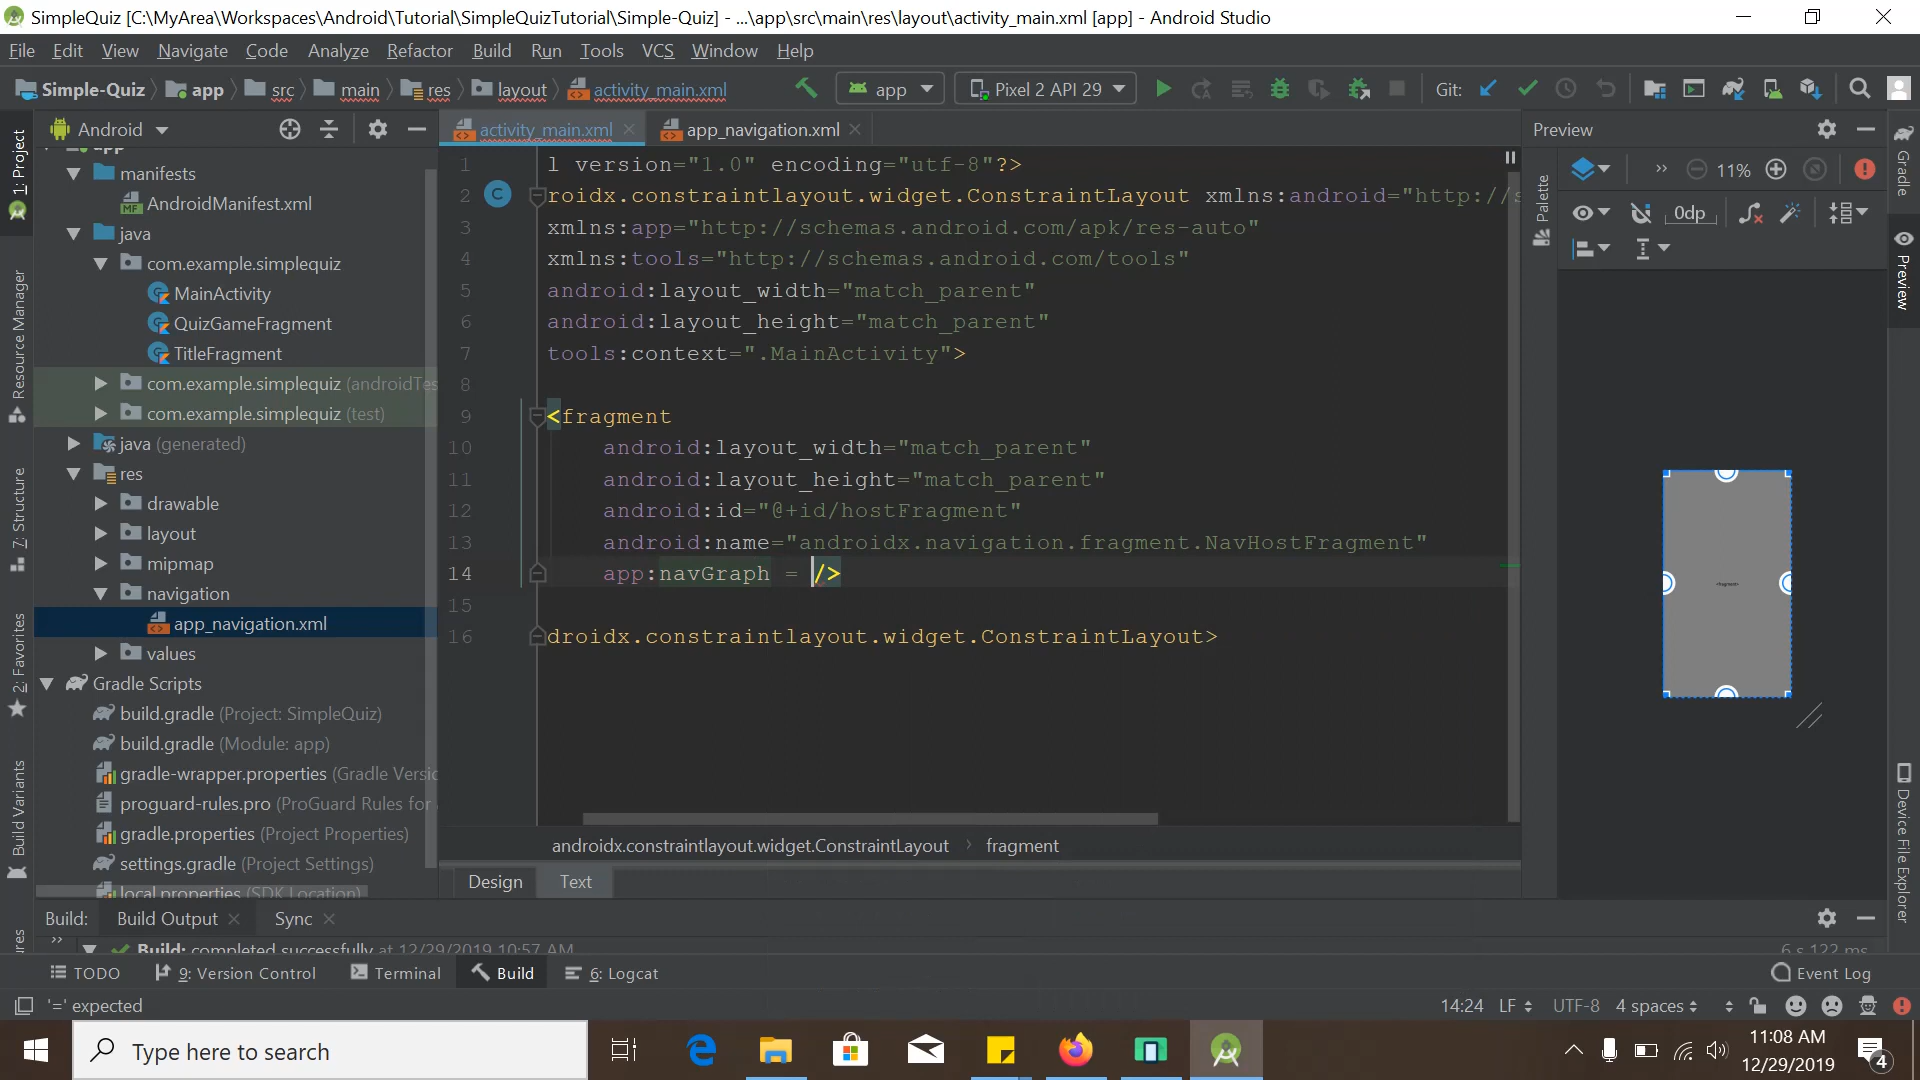 SimpleQuiz [C:\MyArea\Workspaces\Android\Tutorial\SimpleQuizTutorial\Simple-Quiz] - ...\app\src\main\res\layout\activity_main.xml [app] - Android Studio
File Edit View Navigate Code Analyze Refactor Build Run Tools VCS Window Help
Simple-Quiz app src main res layout activity_main.xml app Pixel 2 API 29 Git:
Android activity_main.xml app_navigation.xml Preview
1: Project
Resource Manager
7: Structure
2: Favorites
Build Variants
app
manifests
AndroidManifest.xml
java
com.example.simplequiz
MainActivity
QuizGameFragment
TitleFragment
com.example.simplequiz (androidTes
com.example.simplequiz (test)
java (generated)
res
drawable
layout
mipmap
navigation
app_navigation.xml
values
Gradle Scripts
build.gradle (Project: SimpleQuiz)
build.gradle (Module: app)
gradle-wrapper.properties (Gradle Versic
proguard-rules.pro (ProGuard Rules for
gradle.properties (Project Properties)
settings.gradle (Project Settings)
local.properties (SDK Location)
1 l version="1.0" encoding="utf-8"?>
2 roidx.constraintlayout.widget.ConstraintLayout xmlns:android="http://s
3 xmlns:app="http://schemas.android.com/apk/res-auto"
4 xmlns:tools="http://schemas.android.com/tools"
5 android:layout_width="match_parent"
6 android:layout_height="match_parent"
7 tools:context=".MainActivity">
8
9 <fragment
10 android:layout_width="match_parent"
11 android:layout_height="match_parent"
12 android:id="@+id/hostFragment"
13 android:name="androidx.navigation.fragment.NavHostFragment"
14 app:navGraph = />
15
16 droidx.constraintlayout.widget.ConstraintLayout>
androidx.constraintlayout.widget.ConstraintLayout › fragment
Design Text
Palette
11%
0dp
<fragment>
Gradle
Preview
Device File Explorer
Build: Build Output Sync
Build: completed successfully at 12/29/2019 10:57 AM 6 s 122 ms
TODO 9: Version Control Terminal Build 6: Logcat Event Log
'=' expected 14:24 LF UTF-8 4 spaces
Type here to search
11:08 AM
12/29/2019
4